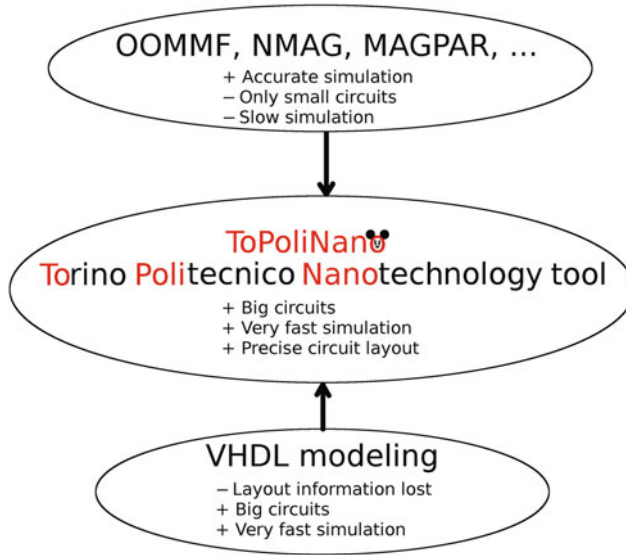 OOMMF, NMAG, MAGPAR, ...
+ Accurate simulation
− Only small circuits
− Slow simulation
ToPoliNano
Torino Politecnico Nanotechnology tool
+ Big circuits
+ Very fast simulation
+ Precise circuit layout
VHDL modeling
− Layout information lost
+ Big circuits
+ Very fast simulation